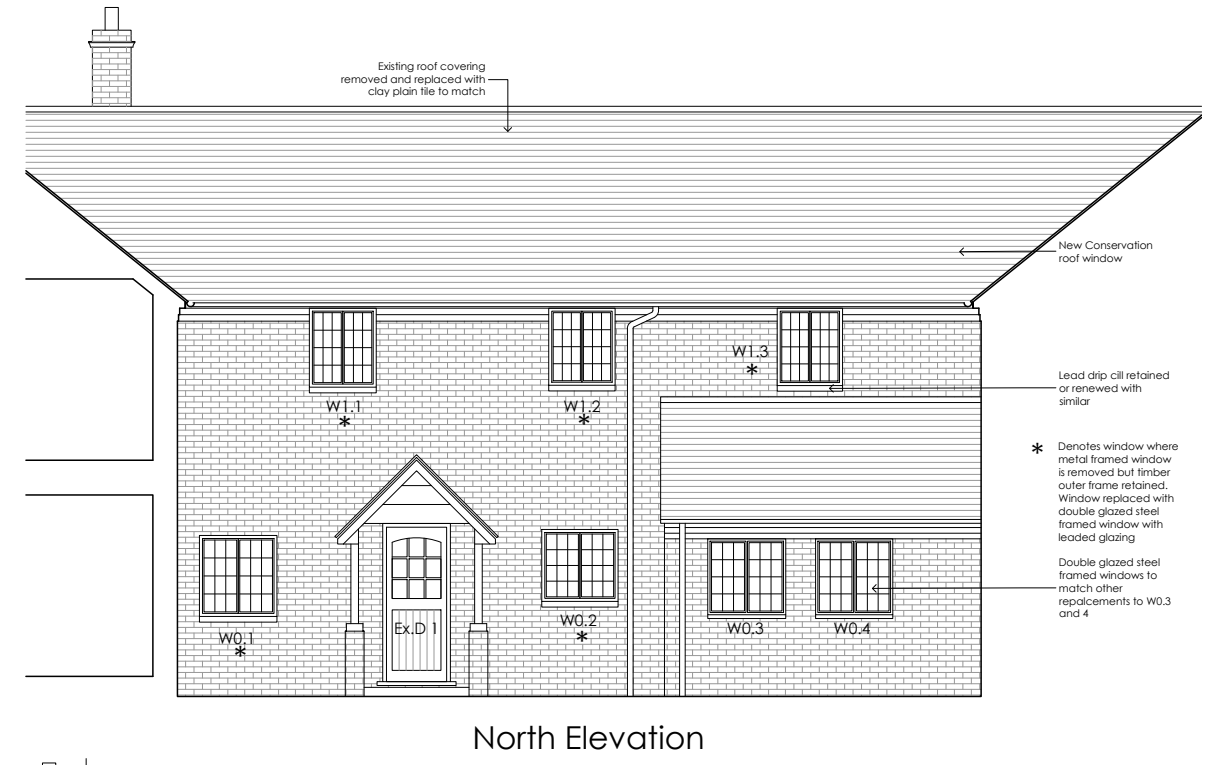 Existing roof covering
removed and replaced with
clay plain tile to match
New Conservation
roof window
W1.3
*
Lead drip cill retained
or renewed with
similar
W1.1
*
W1.2
*
* Denotes window where
metal framed window
is removed but timber
outer frame retained.
Window replaced with
double glazed steel
framed window with
leaded glazing
Double glazed steel
framed windows to
match other
repalcements to W0.3
and 4
W0.1
*
Ex.D 1
W0.2
*
W0.3
W0.4
North Elevation